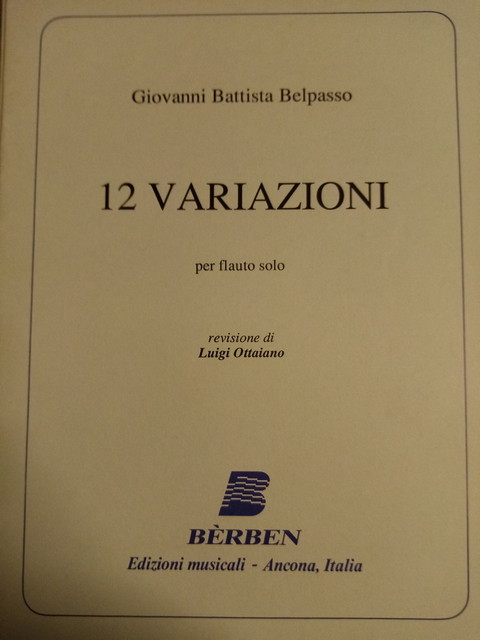 Giovanni Battista Belpasso
12 VARIAZIONI
per flauto solo
revisione di
Luigi Ottaiano
B
BÈRBEN
Edizioni musicali - Ancona, Italia